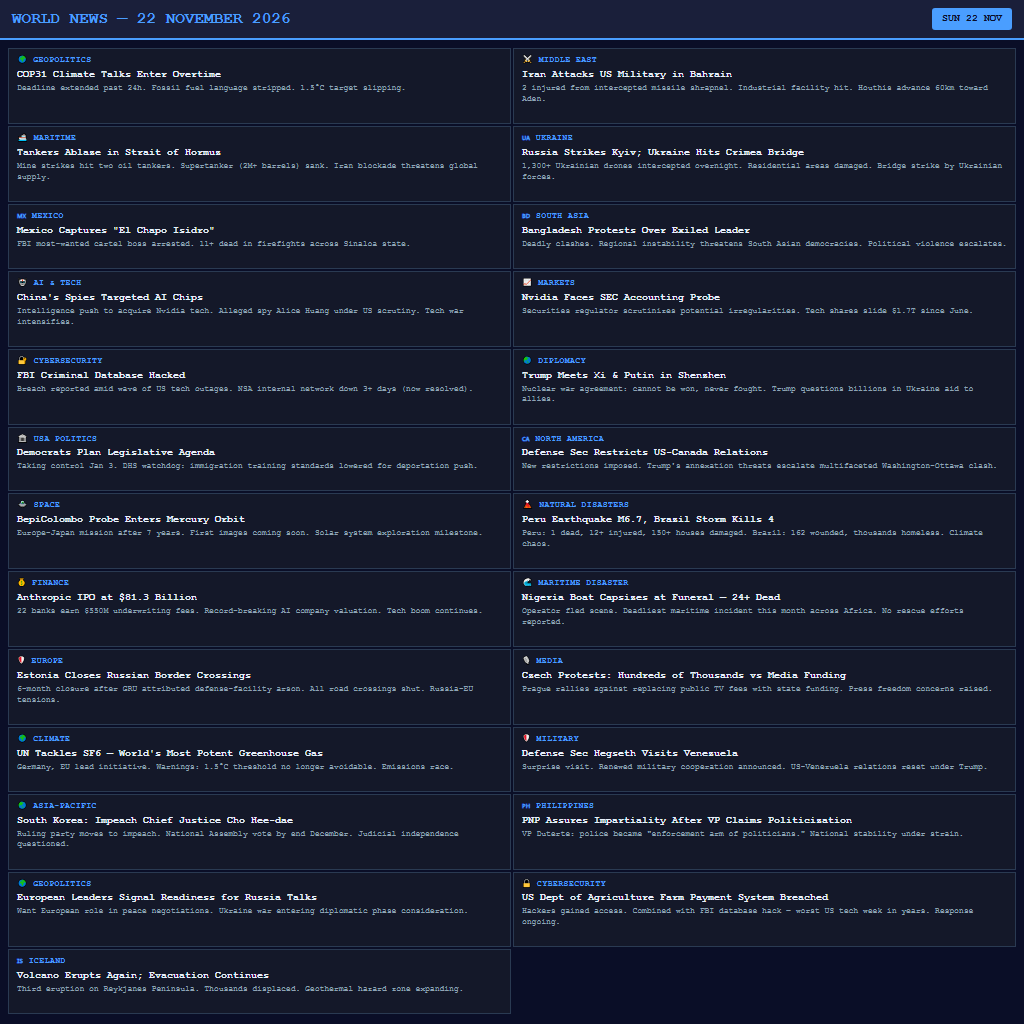 WORLD NEWS — 22 NOVEMBER 2026
SUN 22 NOV
GEOPOLITICS
COP31 Climate Talks Enter Overtime
Deadline extended past 24h. Fossil fuel language stripped. 1.5°C target slipping.
MIDDLE EAST
Iran Attacks US Military in Bahrain
2 injured from intercepted missile shrapnel. Industrial facility hit. Houthis advance 60km toward
Aden.
MARITIME
Tankers Ablaze in Strait of Hormuz
Mine strikes hit two oil tankers. Supertanker (2M+ barrels) sank. Iran blockade threatens global
supply.
UA UKRAINE
Russia Strikes Kyiv; Ukraine Hits Crimea Bridge
1,300+ Ukrainian drones intercepted overnight. Residential areas damaged. Bridge strike by Ukrainian
forces.
MX MEXICO
Mexico Captures "El Chapo Isidro"
FBI most-wanted cartel boss arrested. 11+ dead in firefights across Sinaloa state.
BD SOUTH ASIA
Bangladesh Protests Over Exiled Leader
Deadly clashes. Regional instability threatens South Asian democracies. Political violence escalates.
AI & TECH
China's Spies Targeted AI Chips
Intelligence push to acquire Nvidia tech. Alleged spy Alice Huang under US scrutiny. Tech war
intensifies.
MARKETS
Nvidia Faces SEC Accounting Probe
Securities regulator scrutinizes potential irregularities. Tech shares slide $1.7T since June.
CYBERSECURITY
FBI Criminal Database Hacked
Breach reported amid wave of US tech outages. NSA internal network down 3+ days (now resolved).
DIPLOMACY
Trump Meets Xi & Putin in Shenzhen
Nuclear war agreement: cannot be won, never fought. Trump questions billions in Ukraine aid to
allies.
USA POLITICS
Democrats Plan Legislative Agenda
Taking control Jan 3. DHS watchdog: immigration training standards lowered for deportation push.
CA NORTH AMERICA
Defense Sec Restricts US-Canada Relations
New restrictions imposed. Trump's annexation threats escalate multifaceted Washington-Ottawa clash.
SPACE
BepiColombo Probe Enters Mercury Orbit
Europe-Japan mission after 7 years. First images coming soon. Solar system exploration milestone.
NATURAL DISASTERS
Peru Earthquake M6.7, Brazil Storm Kills 4
Peru: 1 dead, 12+ injured, 150+ houses damaged. Brazil: 162 wounded, thousands homeless. Climate
chaos.
FINANCE
Anthropic IPO at $81.3 Billion
22 banks earn $550M underwriting fees. Record-breaking AI company valuation. Tech boom continues.
MARITIME DISASTER
Nigeria Boat Capsizes at Funeral — 24+ Dead
Operator fled scene. Deadliest maritime incident this month across Africa. No rescue efforts
reported.
EUROPE
Estonia Closes Russian Border Crossings
6-month closure after GRU attributed defense-facility arson. All road crossings shut. Russia-EU
tensions.
MEDIA
Czech Protests: Hundreds of Thousands vs Media Funding
Prague rallies against replacing public TV fees with state funding. Press freedom concerns raised.
CLIMATE
UN Tackles SF6 — World's Most Potent Greenhouse Gas
Germany, EU lead initiative. Warnings: 1.5°C threshold no longer avoidable. Emissions race.
MILITARY
Defense Sec Hegseth Visits Venezuela
Surprise visit. Renewed military cooperation announced. US-Venezuela relations reset under Trump.
ASIA-PACIFIC
South Korea: Impeach Chief Justice Cho Hee-dae
Ruling party moves to impeach. National Assembly vote by end December. Judicial independence
questioned.
PH PHILIPPINES
PNP Assures Impartiality After VP Claims Politicisation
VP Duterte: police became "enforcement arm of politicians." National stability under strain.
GEOPOLITICS
European Leaders Signal Readiness for Russia Talks
Want European role in peace negotiations. Ukraine war entering diplomatic phase consideration.
CYBERSECURITY
US Dept of Agriculture Farm Payment System Breached
Hackers gained access. Combined with FBI database hack — worst US tech week in years. Response
ongoing.
IS ICELAND
Volcano Erupts Again; Evacuation Continues
Third eruption on Reykjanes Peninsula. Thousands displaced. Geothermal hazard zone expanding.